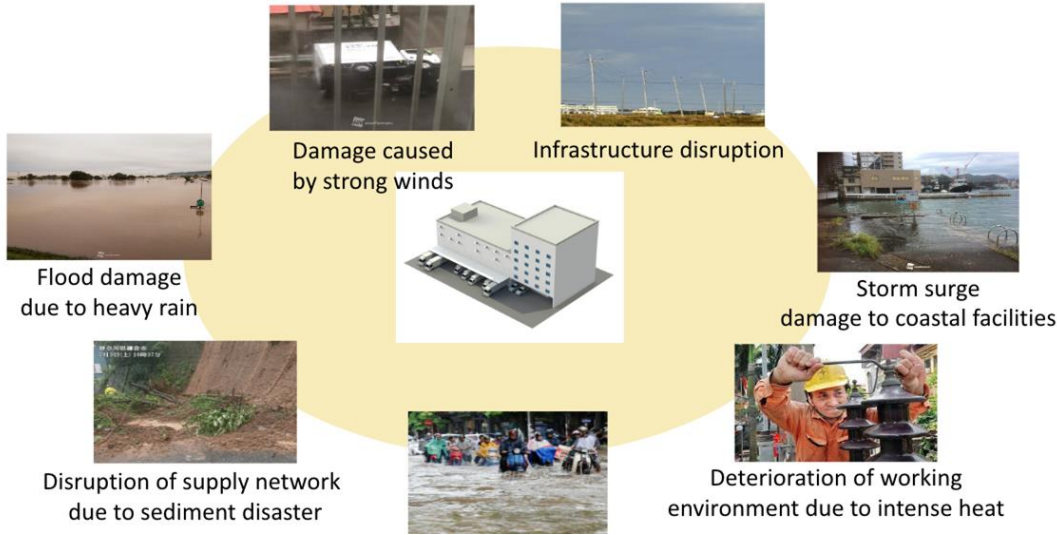 Damage caused
by strong winds
Infrastructure disruption
Flood damage
due to heavy rain
Storm surge
damage to coastal facilities
Disruption of supply network
due to sediment disaster
Deterioration of working
environment due to intense heat